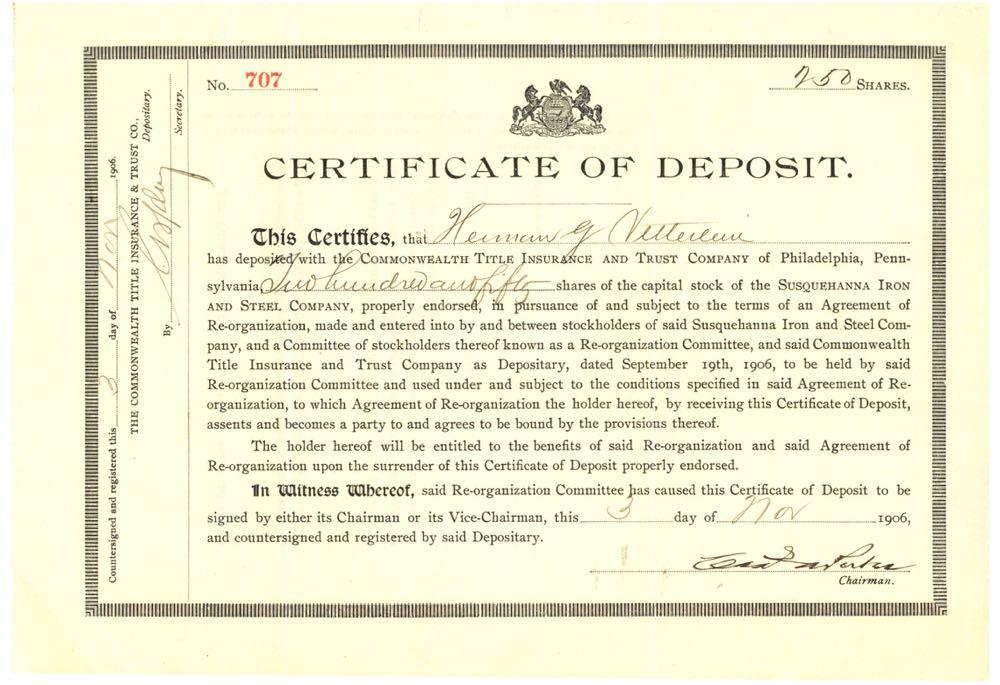 No. 707
250 SHARES.
CERTIFICATE OF DEPOSIT.
This Certifies, that Herman G Vetterlein
has deposited with the COMMONWEALTH TITLE INSURANCE AND TRUST COMPANY of Philadelphia, Penn-
sylvania, Two hundred and fifty shares of the capital stock of the SUSQUEHANNA IRON
AND STEEL COMPANY, properly endorsed, in pursuance of and subject to the terms of an Agreement of
Re-organization, made and entered into by and between stockholders of said Susquehanna Iron and Steel Com-
pany, and a Committee of stockholders thereof known as a Re-organization Committee, and said Commonwealth
Title Insurance and Trust Company as Depositary, dated September 19th, 1906, to be held by said
Re-organization Committee and used under and subject to the conditions specified in said Agreement of Re-
organization, to which Agreement of Re-organization the holder hereof, by receiving this Certificate of Deposit,
assents and becomes a party to and agrees to be bound by the provisions thereof.
The holder hereof will be entitled to the benefits of said Re-organization and said Agreement of
Re-organization upon the surrender of this Certificate of Deposit properly endorsed.
In Witness Whereof, said Re-organization Committee has caused this Certificate of Deposit to be
signed by either its Chairman or its Vice-Chairman, this 3 day of Nov 1906,
and countersigned and registered by said Depositary.
Chairman.
Countersigned and registered this 3 day of Nov 1906.
THE COMMONWEALTH TITLE INSURANCE & TRUST CO.,
Depositary.
By
Secretary.